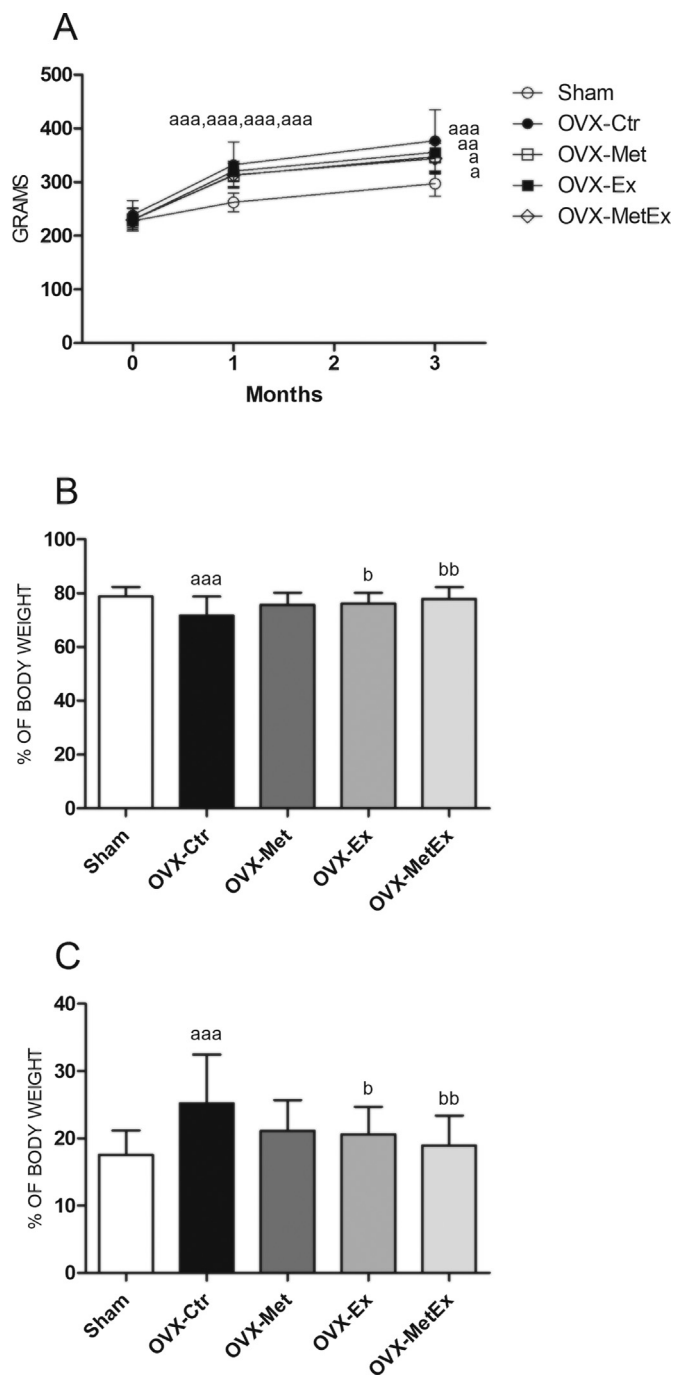 A
500
400
300
200
100
0
GRAMS
aaa,aaa,aaa,aaa
aaa
aa
a
a
0 1 2 3
Months
Sham
OVX-Ctr
OVX-Met
OVX-Ex
OVX-MetEx
B
100
80
60
40
20
0
% OF BODY WEIGHT
aaa
b
bb
Sham
OVX-Ctr
OVX-Met
OVX-Ex
OVX-MetEx
C
40
30
20
10
0
% OF BODY WEIGHT
aaa
b
bb
Sham
OVX-Ctr
OVX-Met
OVX-Ex
OVX-MetEx